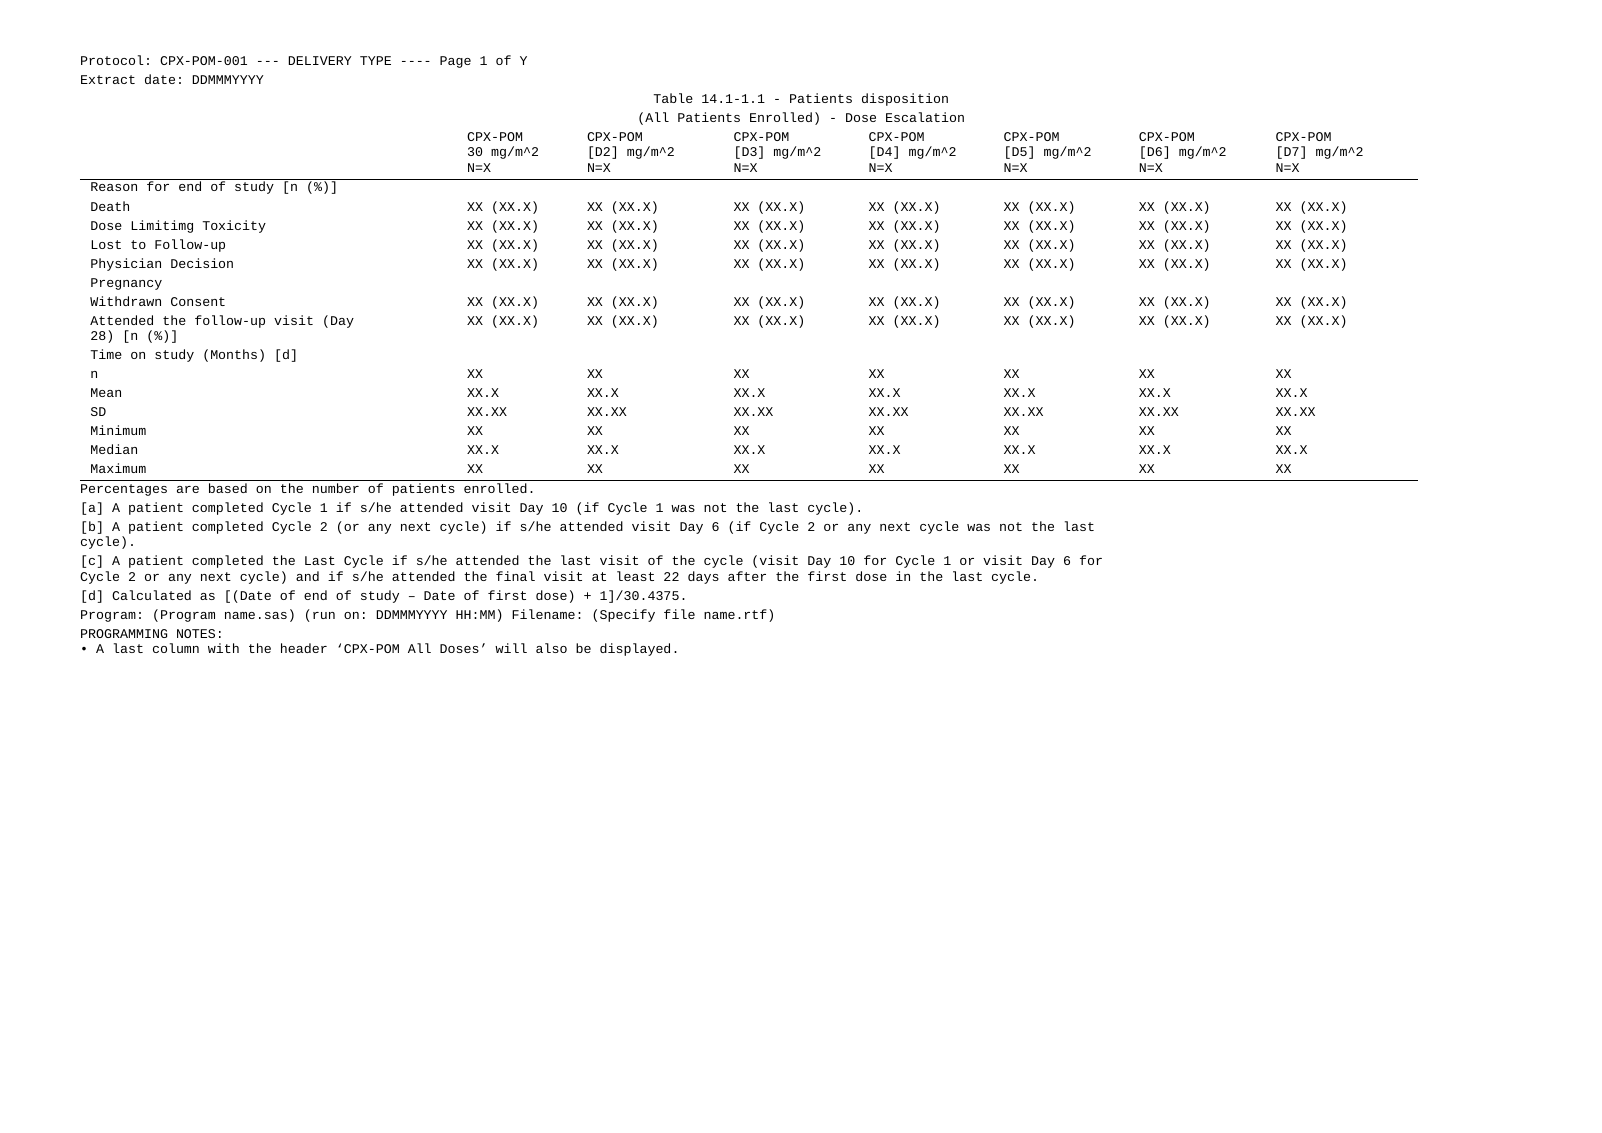 Protocol: CPX-POM-001 --- DELIVERY TYPE ---- Page 1 of Y
Extract date: DDMMMYYYY
Table 14.1-1.1 - Patients disposition
(All Patients Enrolled) - Dose Escalation
CPX-POM CPX-POM CPX-POM CPX-POM CPX-POM CPX-POM CPX-POM
30 mg/m^2 [D2] mg/m^2 [D3] mg/m^2 [D4] mg/m^2 [D5] mg/m^2 [D6] mg/m^2 [D7] mg/m^2
N=X N=X N=X N=X N=X N=X N=X
Reason for end of study [n (%)]
Death XX (XX.X) XX (XX.X) XX (XX.X) XX (XX.X) XX (XX.X) XX (XX.X) XX (XX.X)
Dose Limitimg Toxicity XX (XX.X) XX (XX.X) XX (XX.X) XX (XX.X) XX (XX.X) XX (XX.X) XX (XX.X)
Lost to Follow-up XX (XX.X) XX (XX.X) XX (XX.X) XX (XX.X) XX (XX.X) XX (XX.X) XX (XX.X)
Physician Decision XX (XX.X) XX (XX.X) XX (XX.X) XX (XX.X) XX (XX.X) XX (XX.X) XX (XX.X)
Pregnancy
Withdrawn Consent XX (XX.X) XX (XX.X) XX (XX.X) XX (XX.X) XX (XX.X) XX (XX.X) XX (XX.X)
Attended the follow-up visit (Day XX (XX.X) XX (XX.X) XX (XX.X) XX (XX.X) XX (XX.X) XX (XX.X) XX (XX.X)
28) [n (%)]
Time on study (Months) [d]
n XX XX XX XX XX XX XX
Mean XX.X XX.X XX.X XX.X XX.X XX.X XX.X
SD XX.XX XX.XX XX.XX XX.XX XX.XX XX.XX XX.XX
Minimum XX XX XX XX XX XX XX
Median XX.X XX.X XX.X XX.X XX.X XX.X XX.X
Maximum XX XX XX XX XX XX XX
Percentages are based on the number of patients enrolled.
[a] A patient completed Cycle 1 if s/he attended visit Day 10 (if Cycle 1 was not the last cycle).
[b] A patient completed Cycle 2 (or any next cycle) if s/he attended visit Day 6 (if Cycle 2 or any next cycle was not the last
cycle).
[c] A patient completed the Last Cycle if s/he attended the last visit of the cycle (visit Day 10 for Cycle 1 or visit Day 6 for
Cycle 2 or any next cycle) and if s/he attended the final visit at least 22 days after the first dose in the last cycle.
[d] Calculated as [(Date of end of study – Date of first dose) + 1]/30.4375.
Program: (Program name.sas) (run on: DDMMMYYYY HH:MM) Filename: (Specify file name.rtf)
PROGRAMMING NOTES:
• A last column with the header ‘CPX-POM All Doses’ will also be displayed.